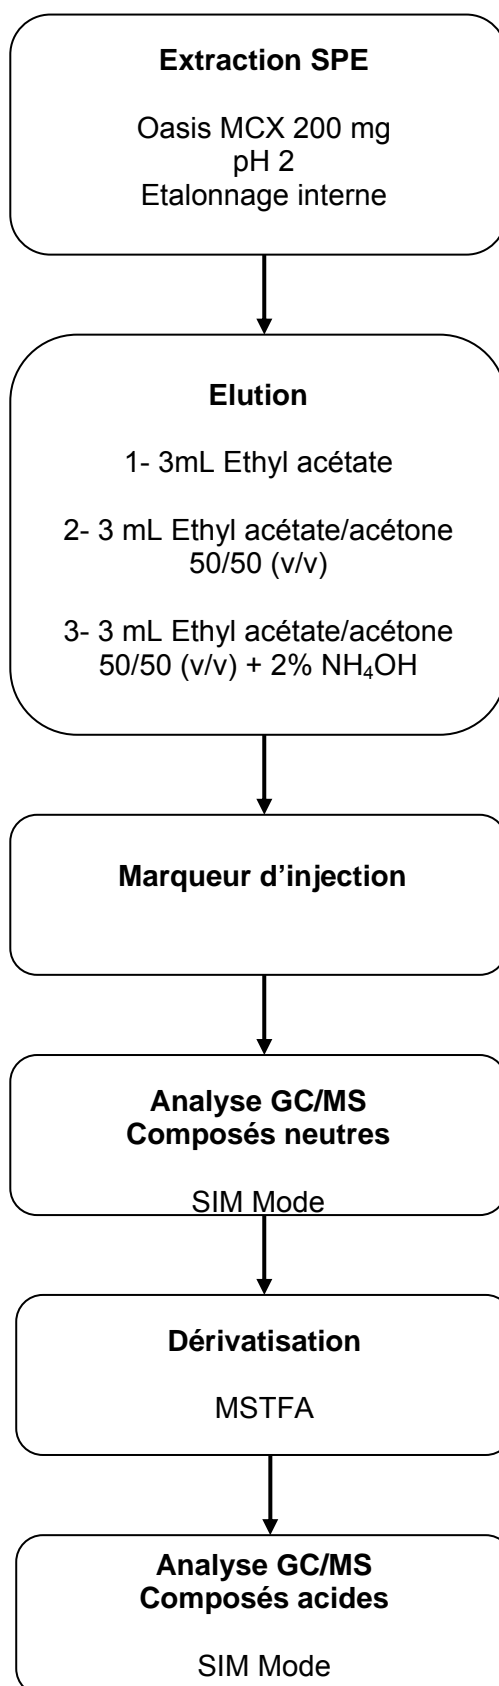 Extraction SPE
Oasis MCX 200 mg
pH 2
Etalonnage interne
Elution
1- 3mL Ethyl acétate
2- 3 mL Ethyl acétate/acétone
50/50 (v/v)
3- 3 mL Ethyl acétate/acétone
50/50 (v/v) + 2% NH₄OH
Marqueur d’injection
Analyse GC/MS
Composés neutres
SIM Mode
Dérivatisation
MSTFA
Analyse GC/MS
Composés acides
SIM Mode